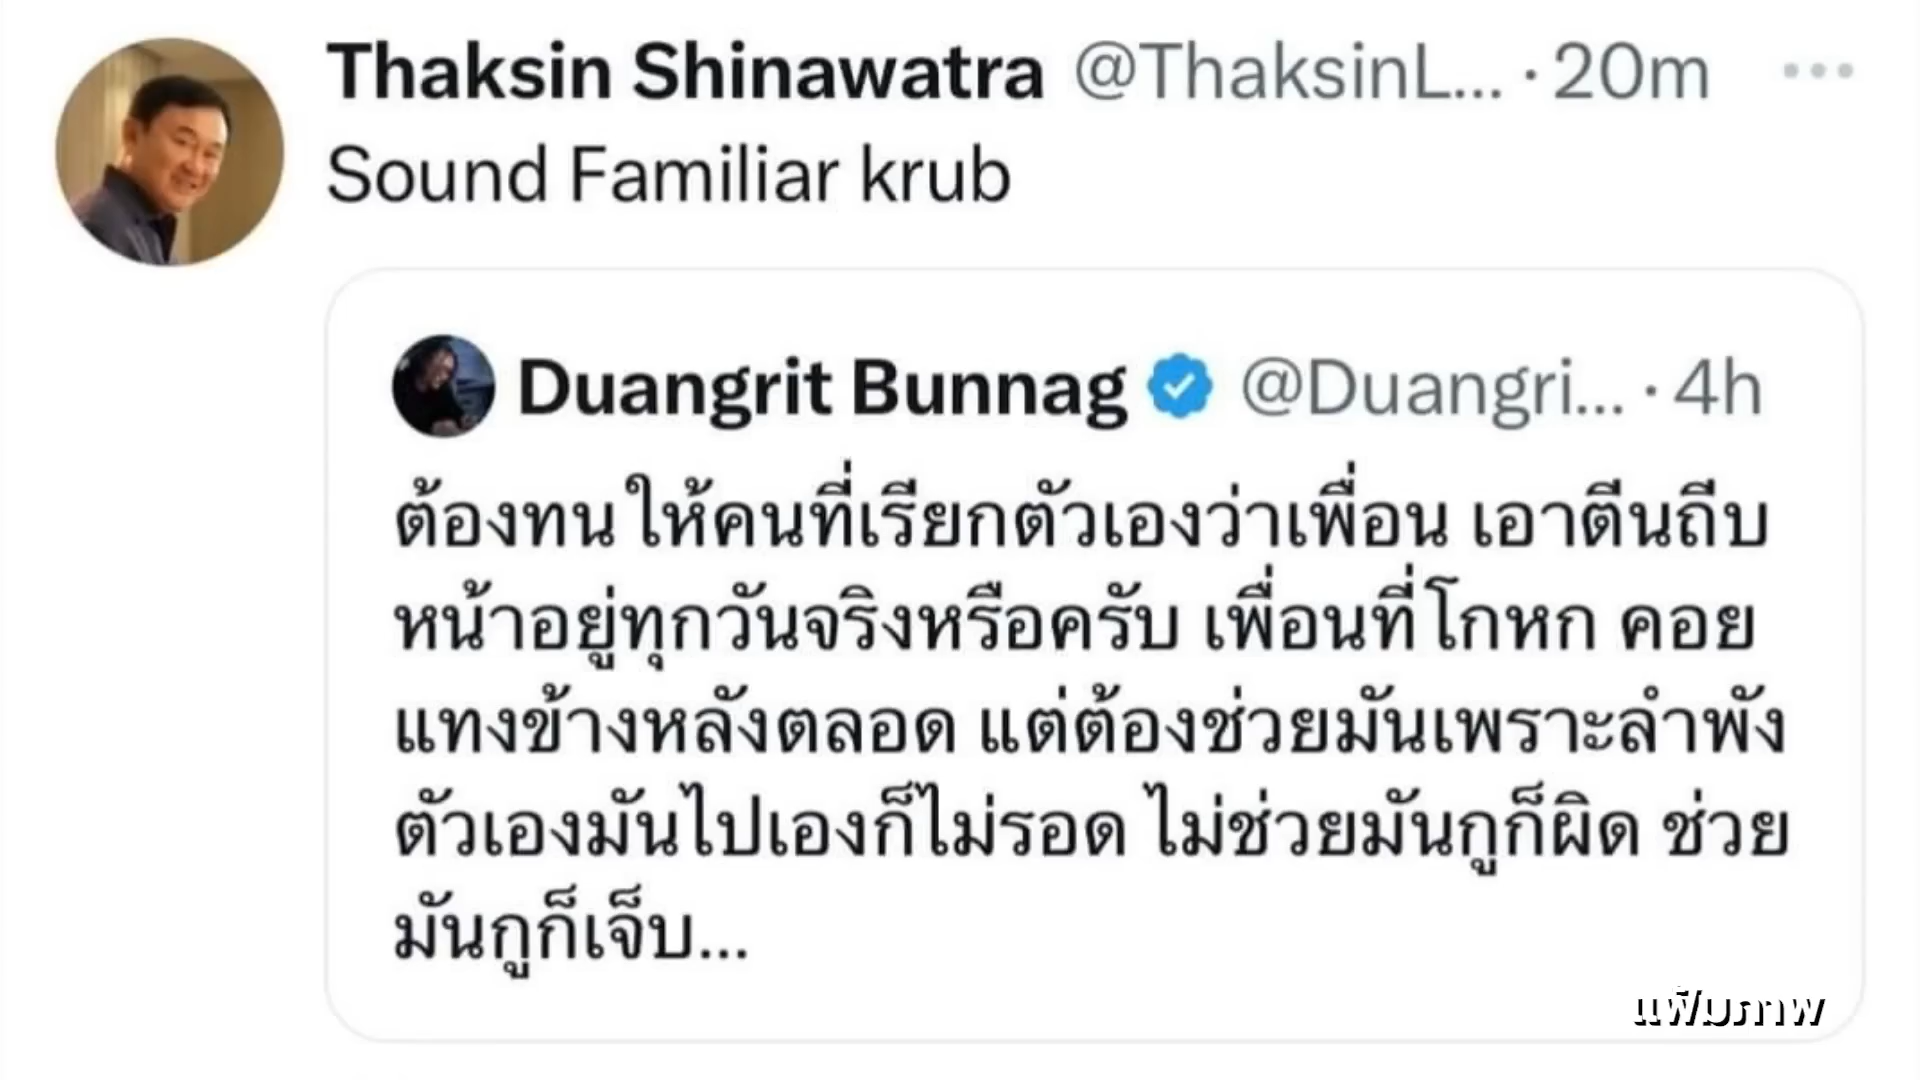 Thaksin Shinawatra @ThaksinL... · 20m
Sound Familiar krub
Duangrit Bunnag @Duangri... · 4h
ต้องทน ให้คนที่เรียกตัวเองว่าเพื่อน เอาตีนถีบ
หน้าอยู่ทุกวันจริงหรือครับ เพื่อนที่โกหก คอย
แทงข้างหลังตลอด แต่ต้องช่วยมันเพราะลำพัง
ตัวเองมันไปเองก็ไม่รอด ไม่ช่วยมันกูก็ผิด ช่วย
มันกูก็เจ็บ...
แฟ้มภาพ